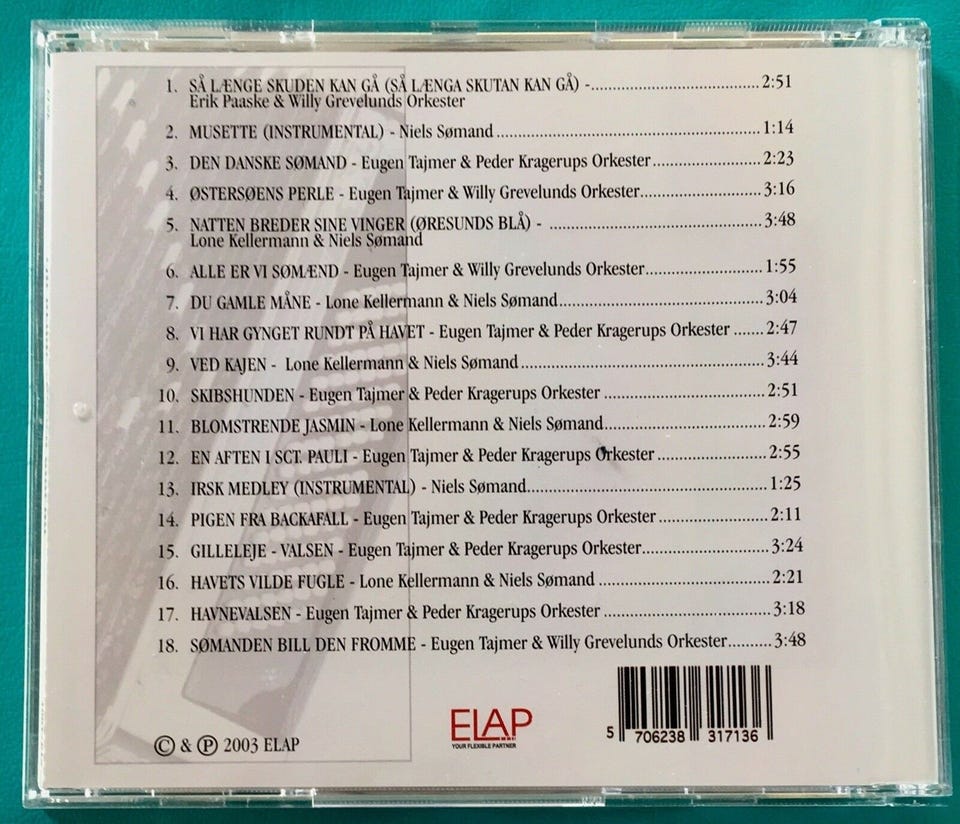 1. SÅ LÆNGE SKUDEN KAN GÅ (SÅ LÆNGA SKUTAN KAN GÅ) -..........2:51
Erik Paaske & Willy Grevelunds Orkester
2. MUSETTE (INSTRUMENTAL) - Niels Sømand..........1:14
3. DEN DANSKE SØMAND - Eugen Tajmer & Peder Kragerups Orkester..........2:23
4. ØSTERSØENS PERLE - Eugen Tajmer & Willy Grevelunds Orkester..........3:16
5. NATTEN BREDER SINE VINGER (ØRESUNDS BLÅ) - ..........3:48
Lone Kellermann & Niels Sømand
6. ALLE ER VI SØMÆND - Eugen Tajmer & Willy Grevelunds Orkester..........1:55
7. DU GAMLE MÅNE - Lone Kellermann & Niels Sømand..........3:04
8. VI HAR GYNGET RUNDT PÅ HAVET - Eugen Tajmer & Peder Kragerups Orkester .......2:47
9. VED KAJEN - Lone Kellermann & Niels Sømand..........3:44
10. SKIBSHUNDEN - Eugen Tajmer & Peder Kragerups Orkester ..........2:51
11. BLOMSTRENDE JASMIN - Lone Kellermann & Niels Sømand..........2:59
12. EN AFTEN I SCT. PAULI - Eugen Tajmer & Peder Kragerups Orkester ..........2:55
13. IRSK MEDLEY (INSTRUMENTAL) - Niels Sømand..........1:25
14. PIGEN FRA BACKAFALL - Eugen Tajmer & Peder Kragerups Orkester ..........2:11
15. GILLELEJE - VALSEN - Eugen Tajmer & Peder Kragerups Orkester..........3:24
16. HAVETS VILDE FUGLE - Lone Kellermann & Niels Sømand ..........2:21
17. HAVNEVALSEN - Eugen Tajmer & Peder Kragerups Orkester ..........3:18
18. SØMANDEN BILL DEN FROMME - Eugen Tajmer & Willy Grevelunds Orkester..........3:48
© & ℗ 2003 ELAP
ELAP
YOUR FLEXIBLE PARTNER
5 706238 317136